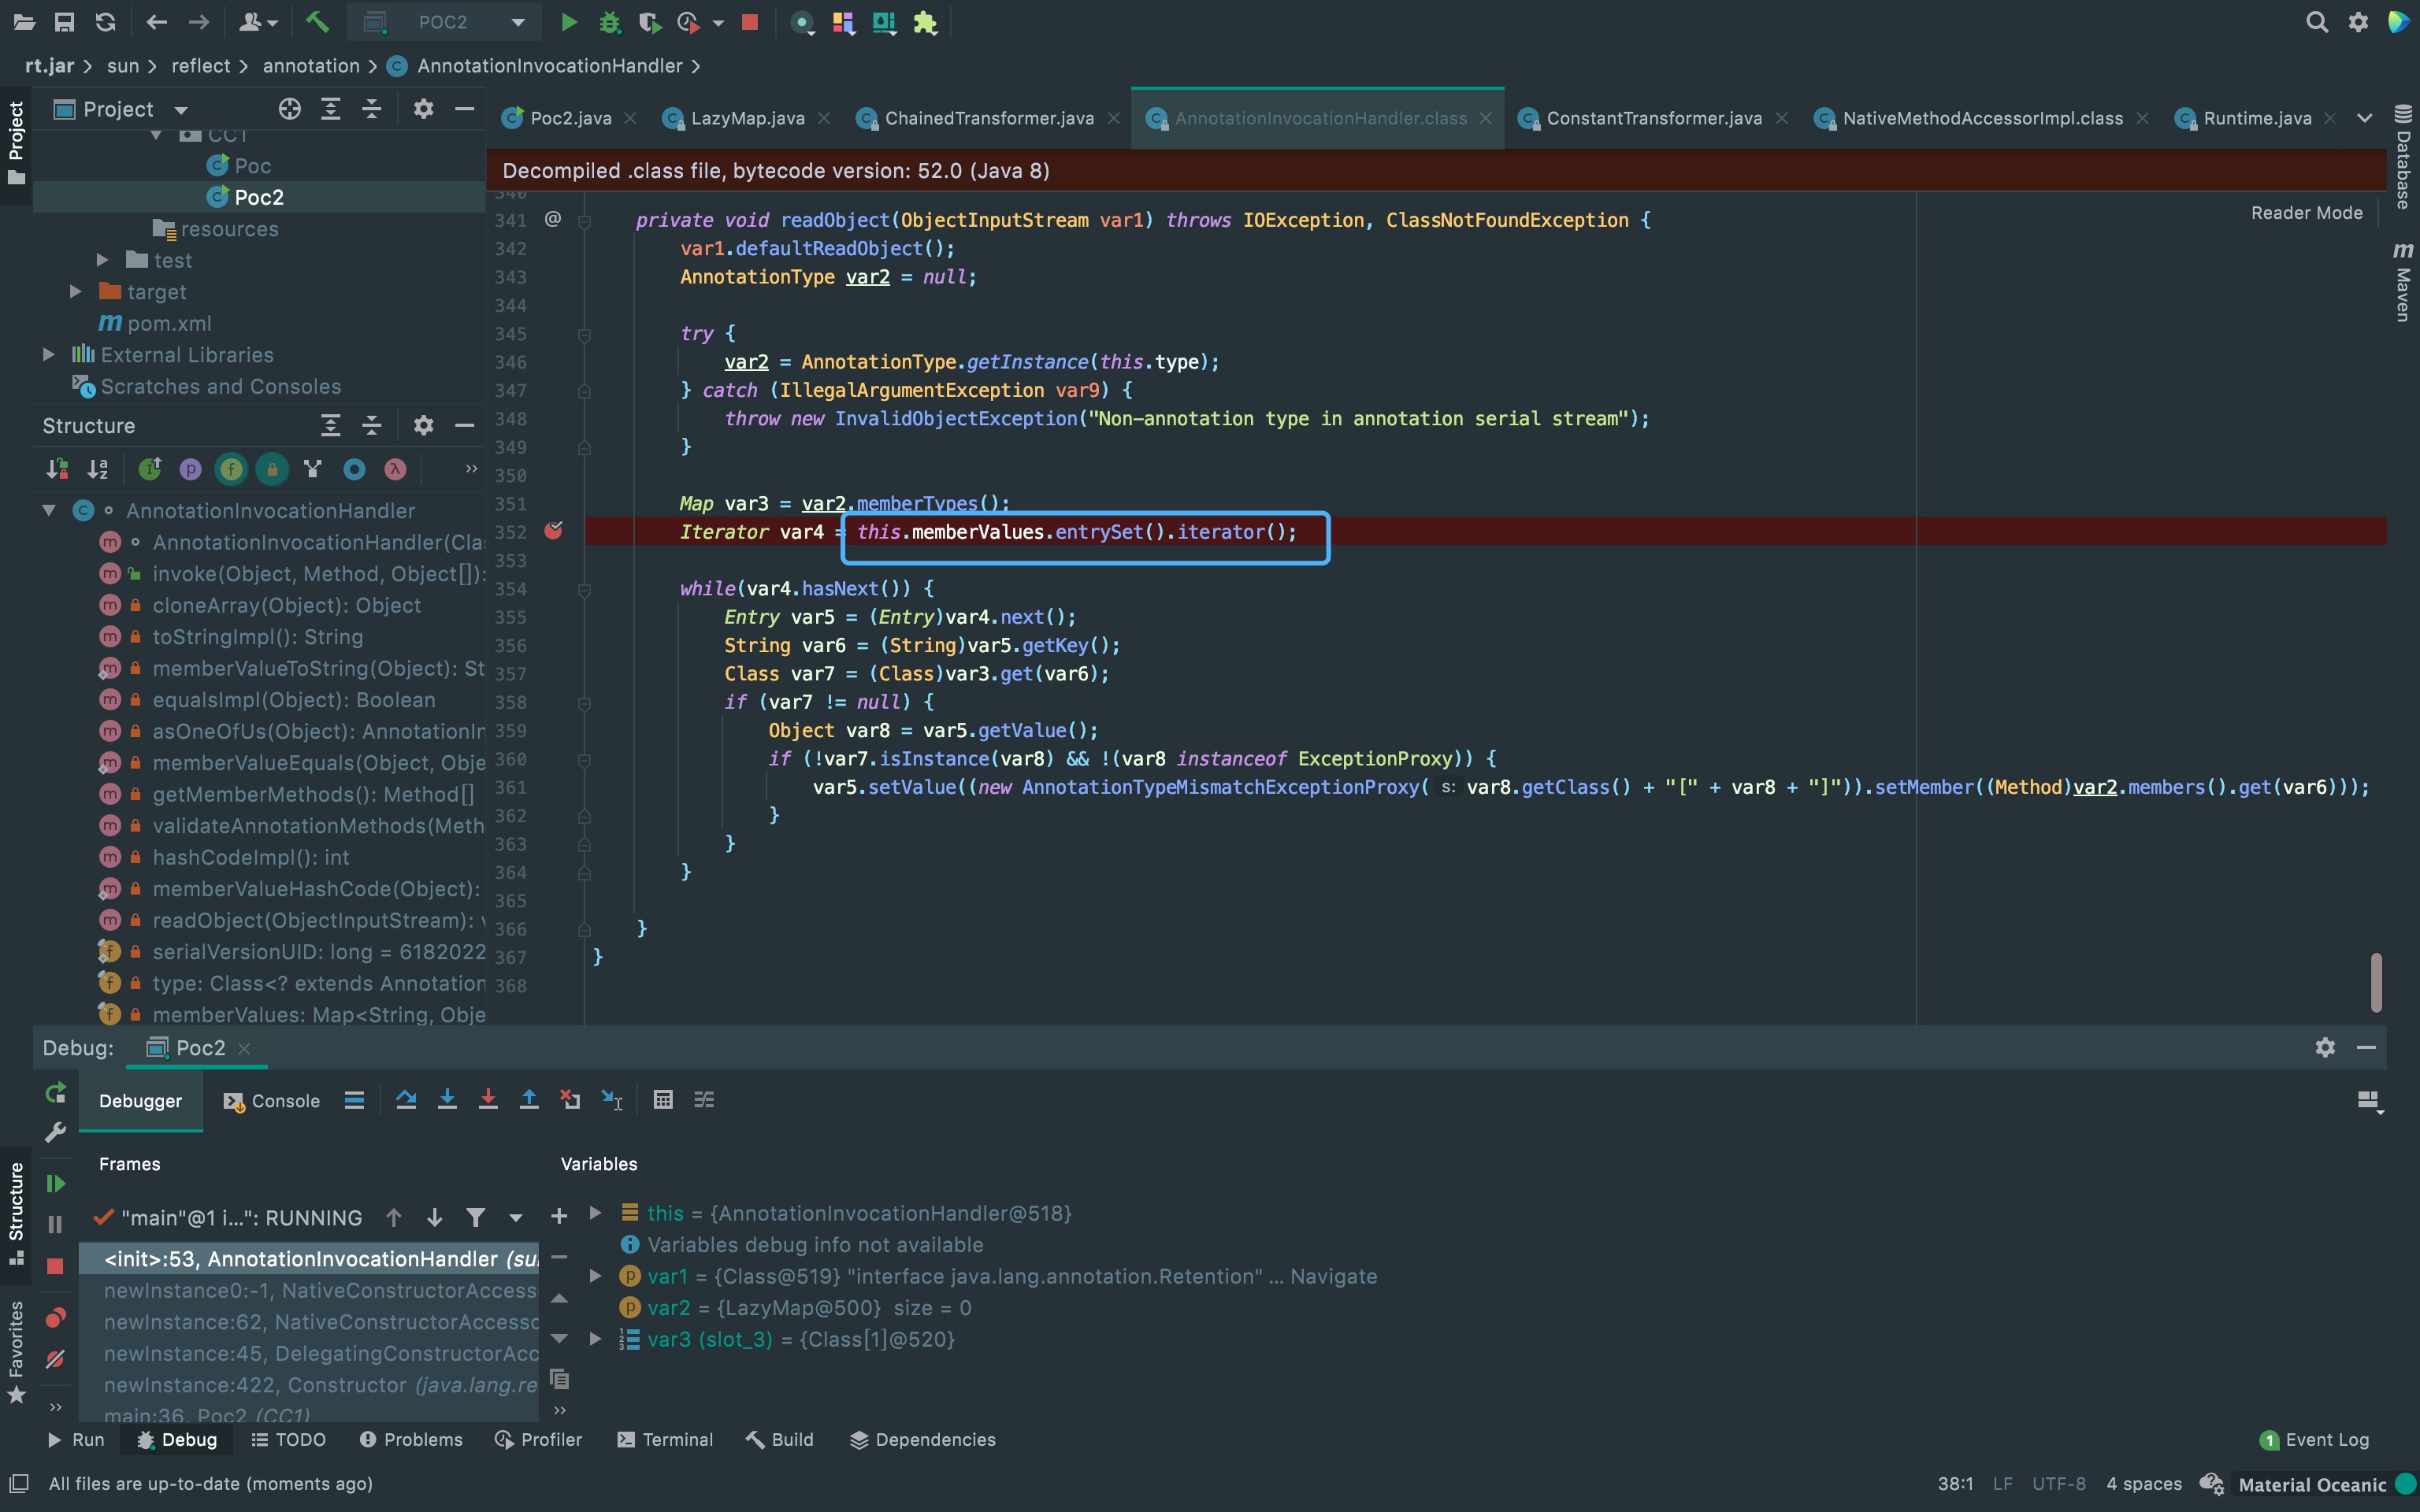 POC2
rt.jar > sun > reflect > annotation > AnnotationInvocationHandler >
Project
Project
CC1
Poc
Poc2
resources
test
target
pom.xml
External Libraries
Scratches and Consoles
Structure
AnnotationInvocationHandler
AnnotationInvocationHandler(Cla
invoke(Object, Method, Object[]):
cloneArray(Object): Object
toStringImpl(): String
memberValueToString(Object): St
equalsImpl(Object): Boolean
asOneOfUs(Object): AnnotationIn
memberValueEquals(Object, Obje
getMemberMethods(): Method[]
validateAnnotationMethods(Meth
hashCodeImpl(): int
memberValueHashCode(Object):
readObject(ObjectInputStream): v
serialVersionUID: long = 6182022
type: Class<? extends Annotation
memberValues: Map<String, Obje
Poc2.java
LazyMap.java
ChainedTransformer.java
AnnotationInvocationHandler.class
ConstantTransformer.java
NativeMethodAccessorImpl.class
Runtime.java
Decompiled .class file, bytecode version: 52.0 (Java 8)
Reader Mode
340
341 @ private void readObject(ObjectInputStream var1) throws IOException, ClassNotFoundException {
342 var1.defaultReadObject();
343 AnnotationType var2 = null;
344
345 try {
346 var2 = AnnotationType.getInstance(this.type);
347 } catch (IllegalArgumentException var9) {
348 throw new InvalidObjectException("Non-annotation type in annotation serial stream");
349 }
350
351 Map var3 = var2.memberTypes();
352 Iterator var4 = this.memberValues.entrySet().iterator();
353
354 while(var4.hasNext()) {
355 Entry var5 = (Entry)var4.next();
356 String var6 = (String)var5.getKey();
357 Class var7 = (Class)var3.get(var6);
358 if (var7 != null) {
359 Object var8 = var5.getValue();
360 if (!var7.isInstance(var8) && !(var8 instanceof ExceptionProxy)) {
361 var5.setValue((new AnnotationTypeMismatchExceptionProxy( s: var8.getClass() + "[" + var8 + "]")).setMember((Method)var2.members().get(var6)));
362 }
363 }
364 }
365
366 }
367 }
368
Database
Maven
Debug: Poc2
Debugger
Console
Frames
Variables
"main"@1 i...": RUNNING
<init>:53, AnnotationInvocationHandler (su
newInstance0:-1, NativeConstructorAccess
newInstance:62, NativeConstructorAccesso
newInstance:45, DelegatingConstructorAcc
newInstance:422, Constructor (java.lang.re
main:36, Poc2 (CC1)
this = {AnnotationInvocationHandler@518}
Variables debug info not available
var1 = {Class@519} "interface java.lang.annotation.Retention" ... Navigate
var2 = {LazyMap@500} size = 0
var3 (slot_3) = {Class[1]@520}
Structure
Favorites
Run
Debug
TODO
Problems
Profiler
Terminal
Build
Dependencies
1 Event Log
All files are up-to-date (moments ago)
38:1 LF UTF-8 4 spaces Material Oceanic